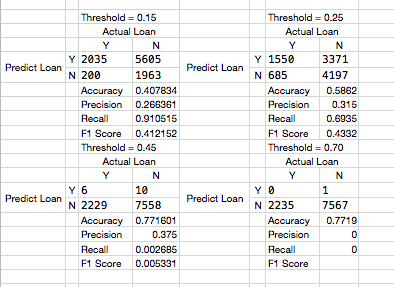 Threshold = 0.15 Threshold = 0.25
Actual Loan Actual Loan
Y N Y N
Predict Loan Y 2035 5605 Predict Loan Y 1550 3371
N 200 1963 N 685 4197
Accuracy 0.407834 Accuracy 0.5862
Precision 0.266361 Precision 0.315
Recall 0.910515 Recall 0.6935
F1 Score 0.412152 F1 Score 0.4332
Threshold = 0.45 Threshold = 0.70
Actual Loan Actual Loan
Y N Y N
Predict Loan Y 6 10 Predict Loan Y 0 1
N 2229 7558 N 2235 7567
Accuracy 0.771601 Accuracy 0.7719
Precision 0.375 Precision 0
Recall 0.002685 Recall 0
F1 Score 0.005331 F1 Score